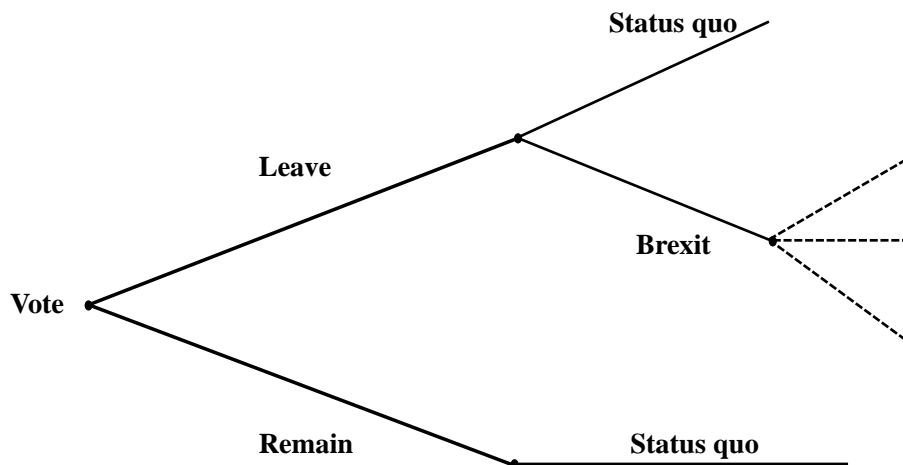 Status quo
Leave
Brexit
Vote
Remain
Status quo